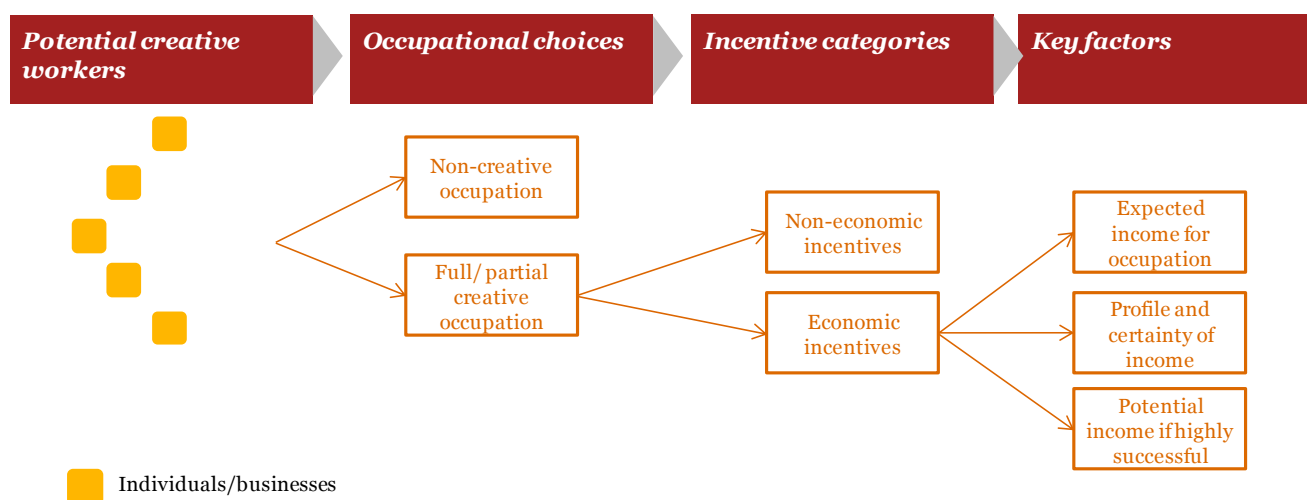 Potential creative
workers
Occupational choices
Incentive categories
Key factors
Non-creative
occupation
Full/ partial
creative
occupation
Non-economic
incentives
Economic
incentives
Expected
income for
occupation
Profile and
certainty of
income
Potential
income if highly
successful
Individuals/businesses